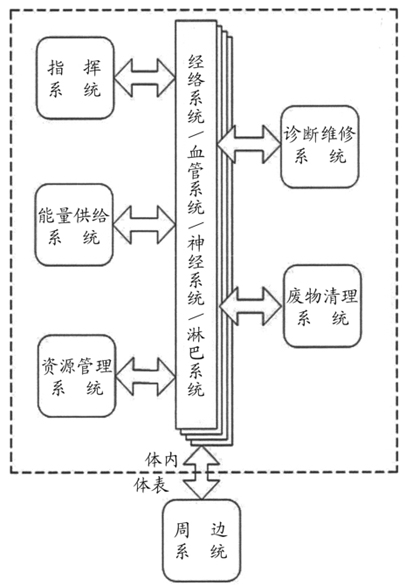 指 挥
系 统
能量供给
系 统
资源管理
系 统
经络系统/血管系统/神经系统/淋巴系统
诊断维修
系 统
废物清理
系 统
体内
体表
周 边
系 统